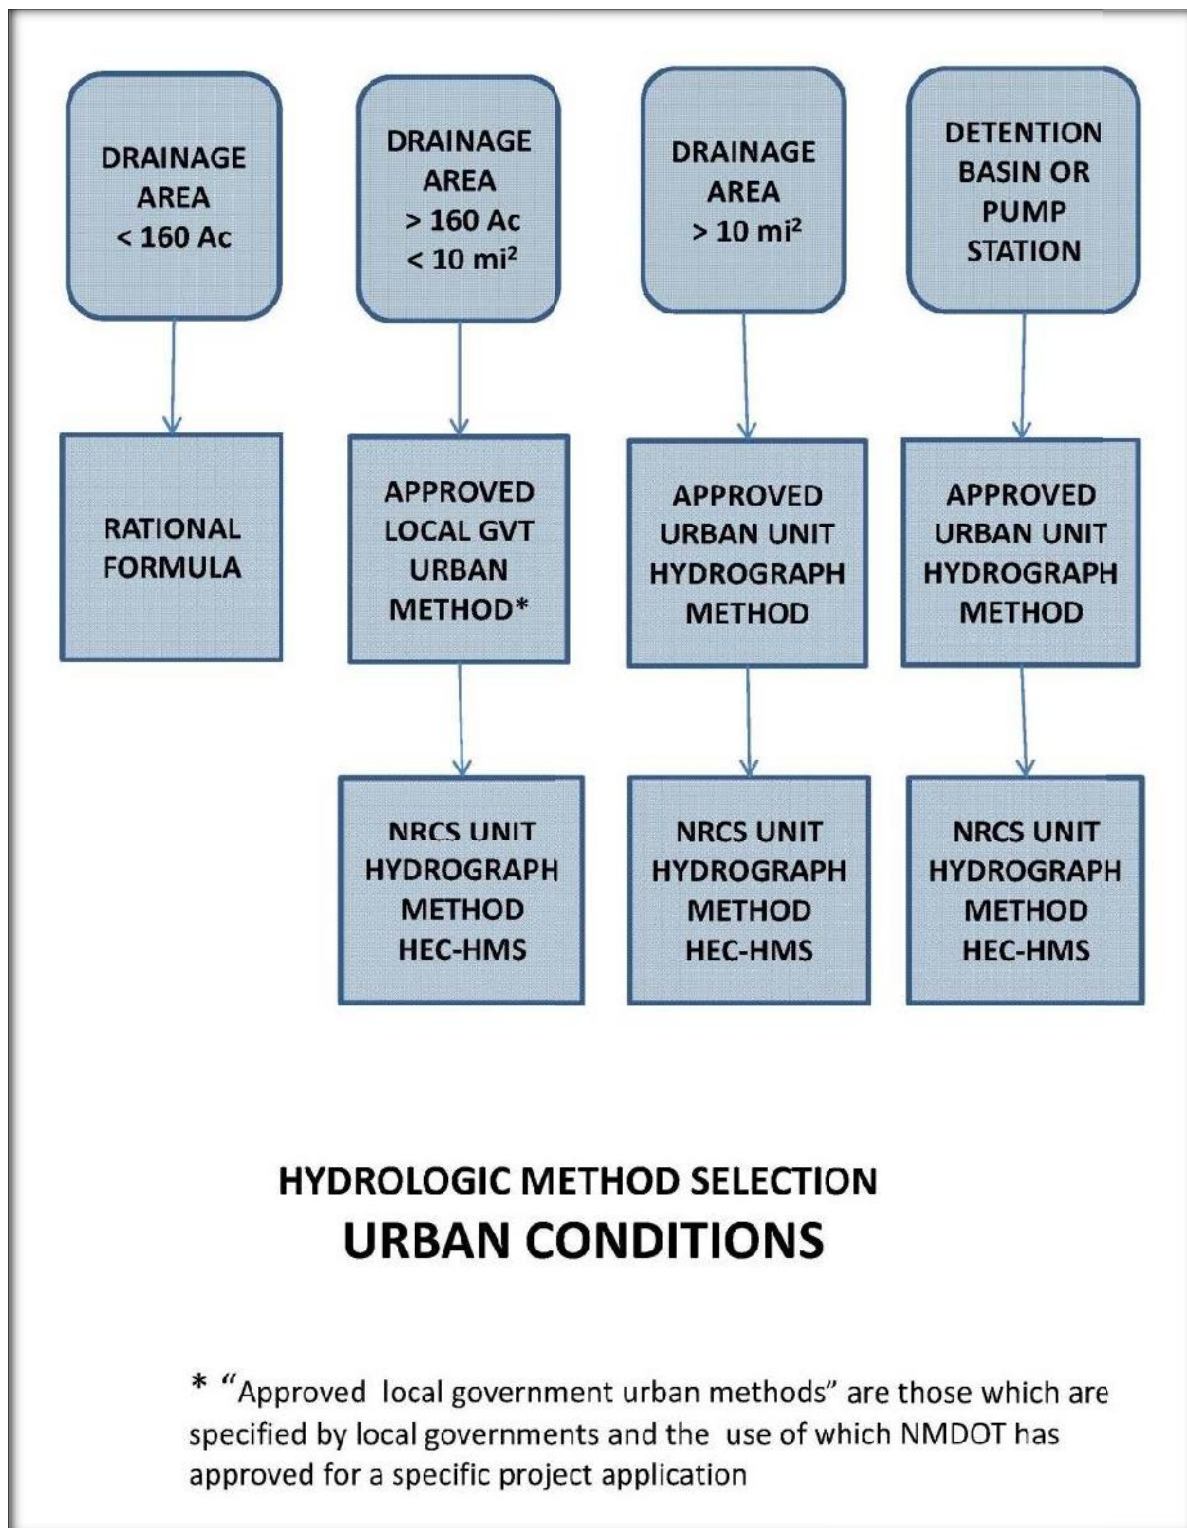 DRAINAGE
AREA
< 160 Ac
DRAINAGE
AREA
> 160 Ac
< 10 mi²
DRAINAGE
AREA
> 10 mi²
DETENTION
BASIN OR
PUMP
STATION
RATIONAL
FORMULA
APPROVED
LOCAL GVT
URBAN
METHOD*
APPROVED
URBAN UNIT
HYDROGRAPH
METHOD
APPROVED
URBAN UNIT
HYDROGRAPH
METHOD
NRCS UNIT
HYDROGRAPH
METHOD
HEC-HMS
NRCS UNIT
HYDROGRAPH
METHOD
HEC-HMS
NRCS UNIT
HYDROGRAPH
METHOD
HEC-HMS
HYDROLOGIC METHOD SELECTION
URBAN CONDITIONS
* “Approved local government urban methods” are those which are
specified by local governments and the use of which NMDOT has
approved for a specific project application